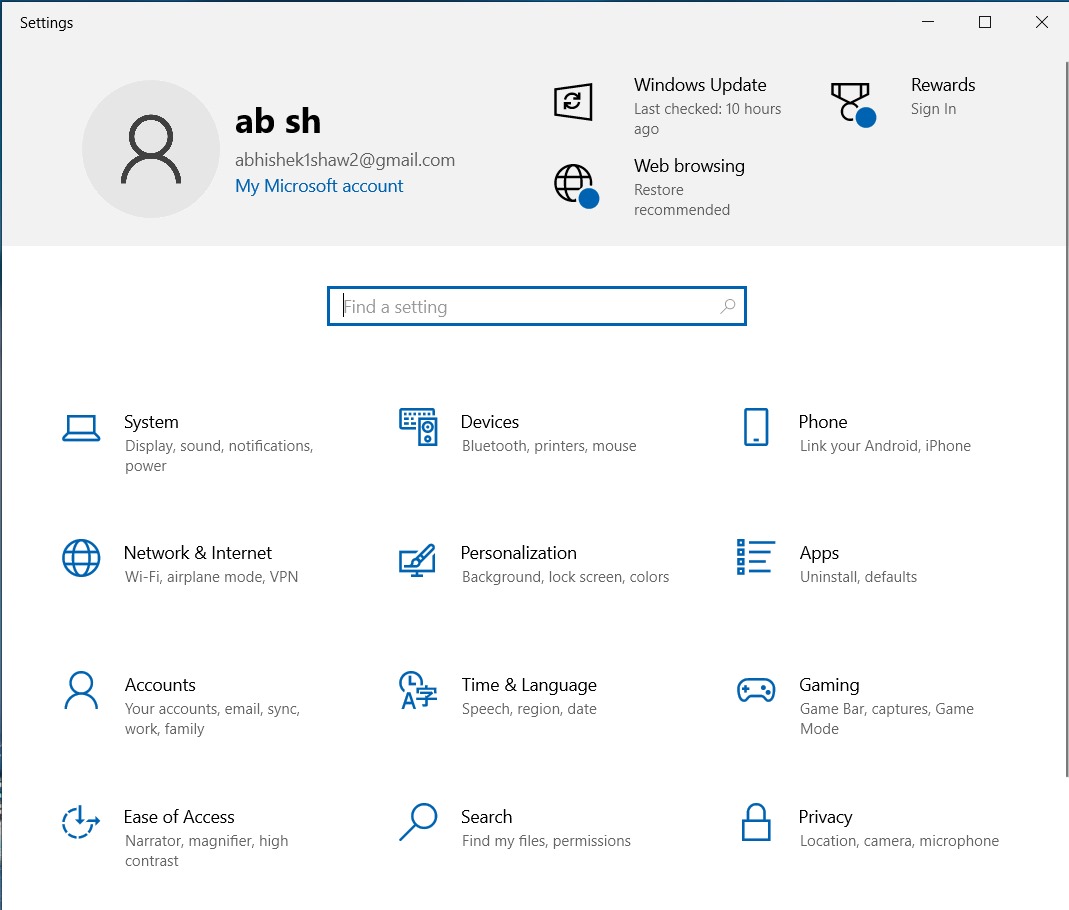 Settings
ab sh
abhishek1shaw2@gmail.com
My Microsoft account
Windows Update
Last checked: 10 hours
ago
Rewards
Sign In
Web browsing
Restore
recommended
Find a setting
System
Display, sound, notifications,
power
Devices
Bluetooth, printers, mouse
Phone
Link your Android, iPhone
Network & Internet
Wi-Fi, airplane mode, VPN
Personalization
Background, lock screen, colors
Apps
Uninstall, defaults
Accounts
Your accounts, email, sync,
work, family
Time & Language
Speech, region, date
Gaming
Game Bar, captures, Game
Mode
Ease of Access
Narrator, magnifier, high
contrast
Search
Find my files, permissions
Privacy
Location, camera, microphone